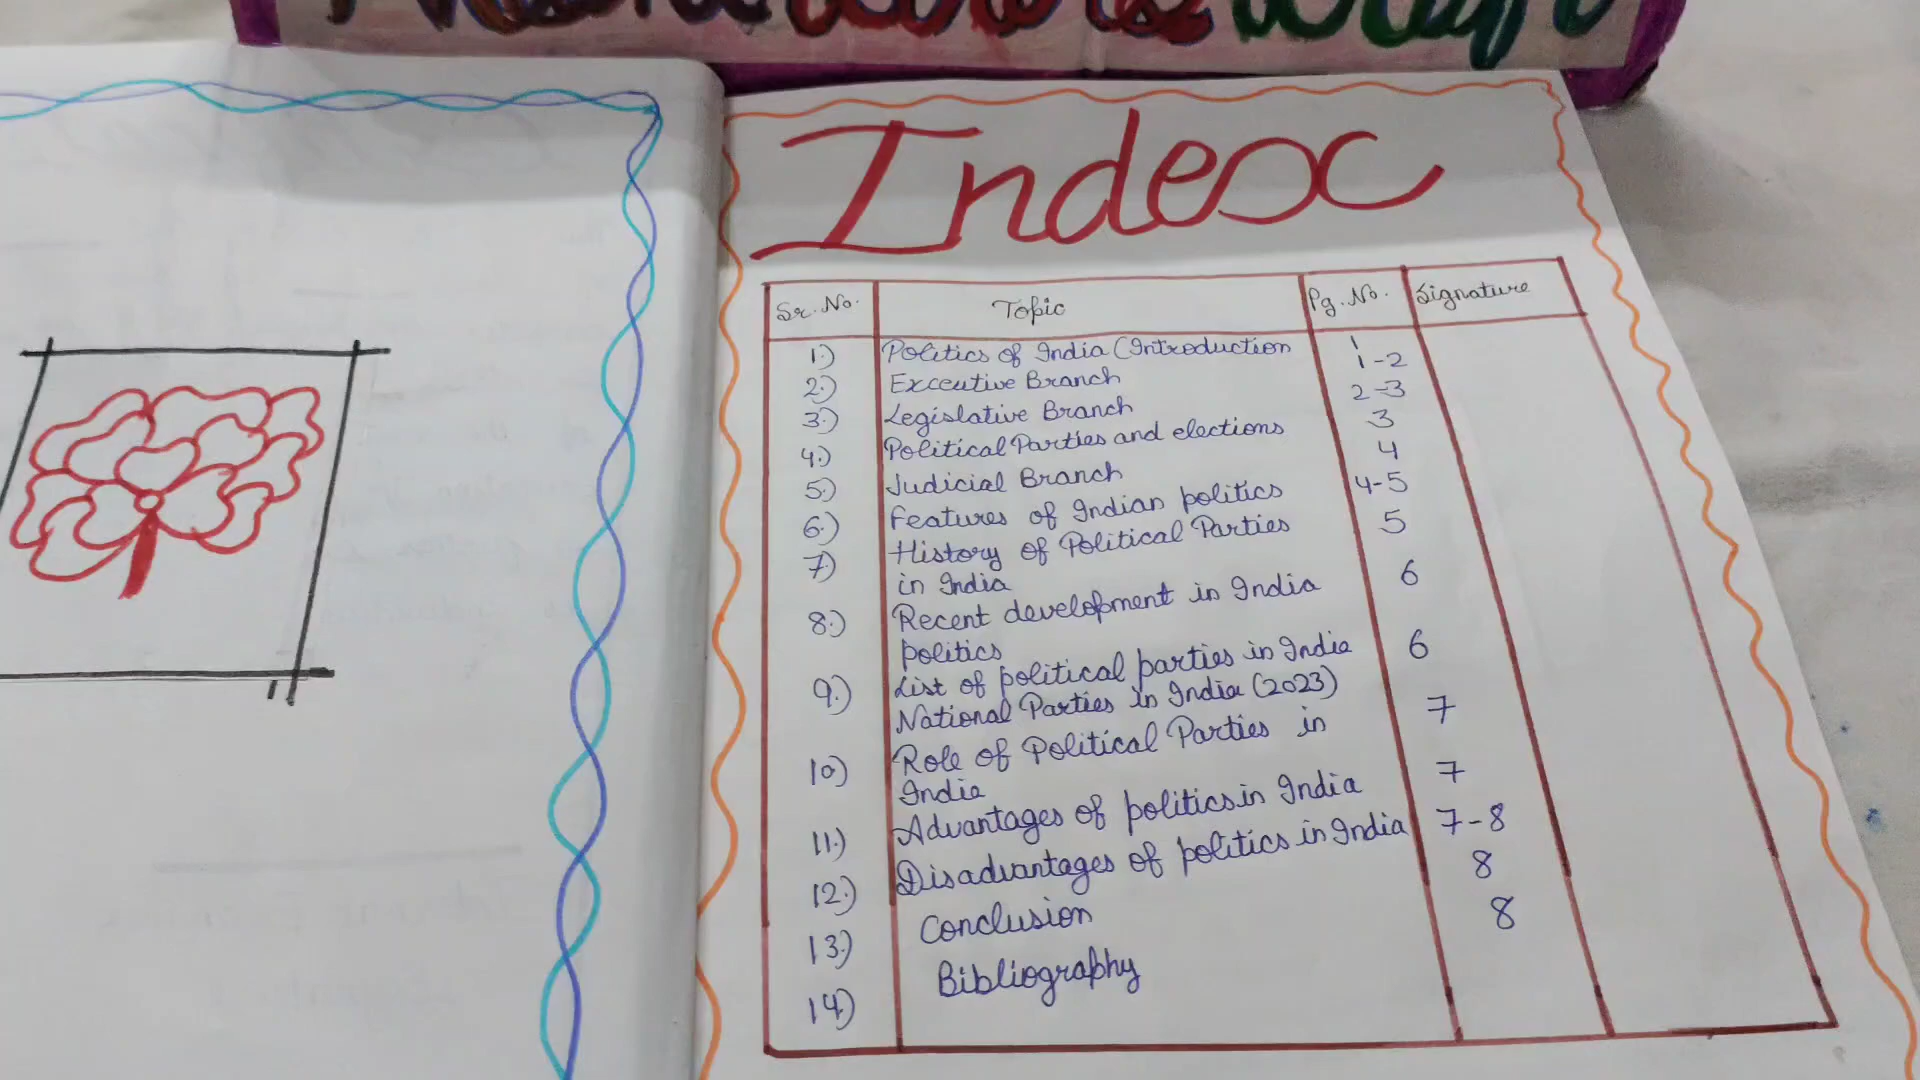 Index
Sr. No. Topic Pg. No. Signature
1.) Politics of India (Introduction 1
2.) Executive Branch 1-2
3.) Legislative Branch 2-3
4.) Political Parties and elections 3
5.) Judicial Branch 4
6.) Features of Indian politics 4-5
7.) History of Political Parties 5
in India
8.) Recent development in India 6
politics
9.) List of political parties in India 6
National Parties in India (2023)
10) Role of Political Parties in 7
India
11.) Advantages of politics in India 7
12.) Disadvantages of politics in India 7-8
13.) Conclusion 8
14.) Bibliography 8